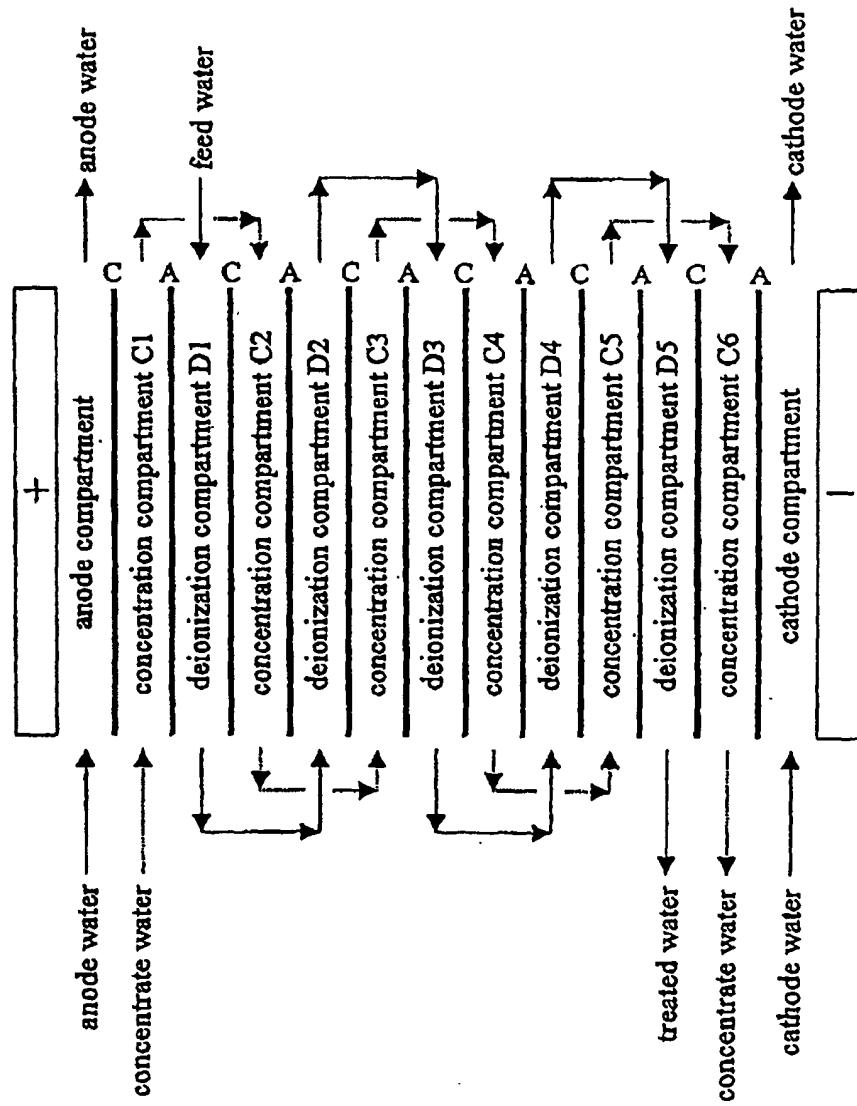 anode water
cathode water
feed water
C
A
C
A
C
A
C
A
C
A
C
A
+
anode compartment
concentration compartment C1
deionization compartment D1
concentration compartment C2
deionization compartment D2
concentration compartment C3
deionization compartment D3
concentration compartment C4
deionization compartment D4
concentration compartment C5
deionization compartment D5
concentration compartment C6
cathode compartment
−
anode water
concentrate water
treated water
concentrate water
cathode water